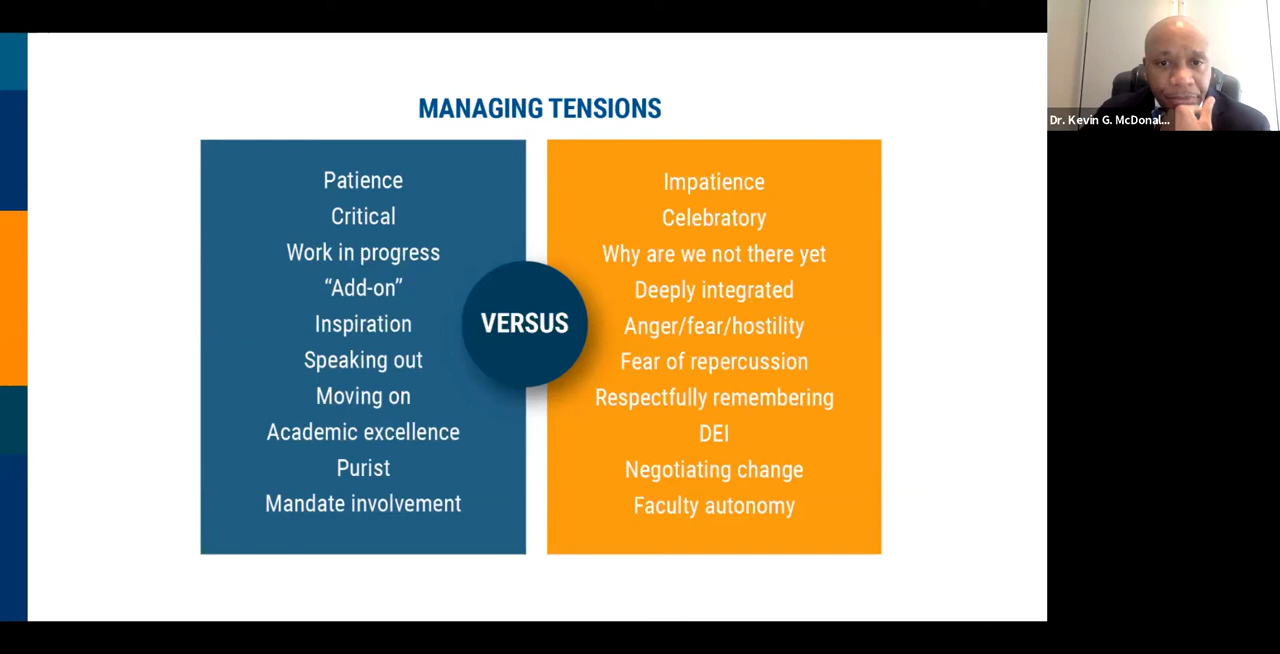 MANAGING TENSIONS
Patience
Critical
Work in progress
“Add-on”
Inspiration
Speaking out
Moving on
Academic excellence
Purist
Mandate involvement
VERSUS
Impatience
Celebratory
Why are we not there yet
Deeply integrated
Anger/fear/hostility
Fear of repercussion
Respectfully remembering
DEI
Negotiating change
Faculty autonomy
Dr. Kevin G. McDonal...